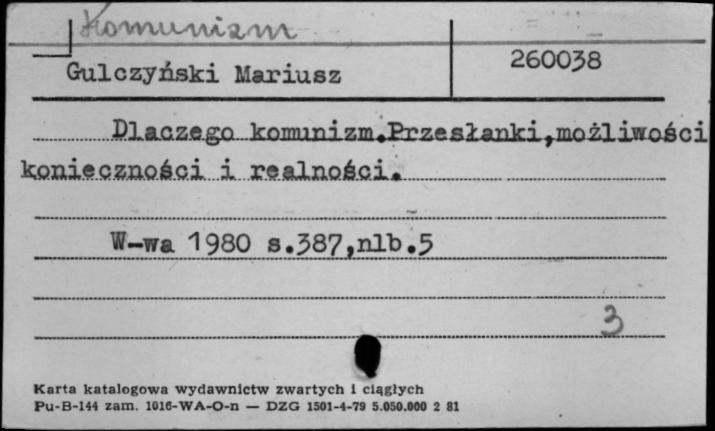 Komunizm
Gulczyński Mariusz
260038
Dlaczego komunizm.Przesłanki,możliwości
konieczności i realności.
W-wa 1980 s.387,nlb.5
3
Karta katalogowa wydawnictw zwartych i ciągłych
Pu-B-144 zam. 1016-WA-O-n — DZG 1501-4-79 5.050.000 2 81